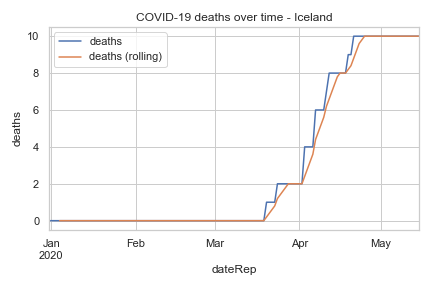 COVID-19 deaths over time - Iceland
deaths
deaths (rolling)
deaths
10
8
6
4
2
0
Jan
2020
Feb
Mar
Apr
May
dateRep